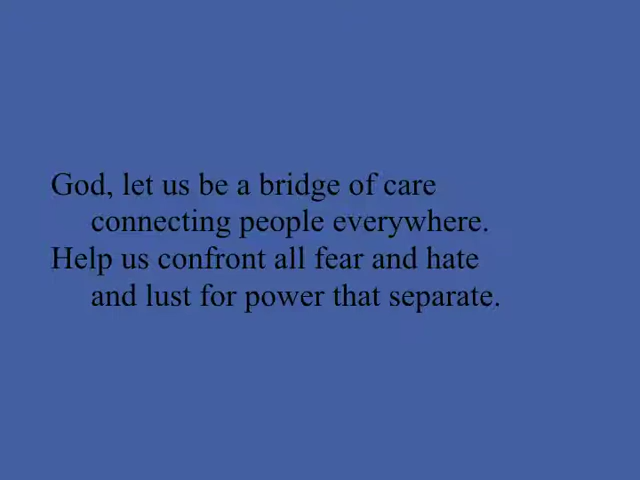 God, let us be a bridge of care
connecting people everywhere.
Help us confront all fear and hate
and lust for power that separate.